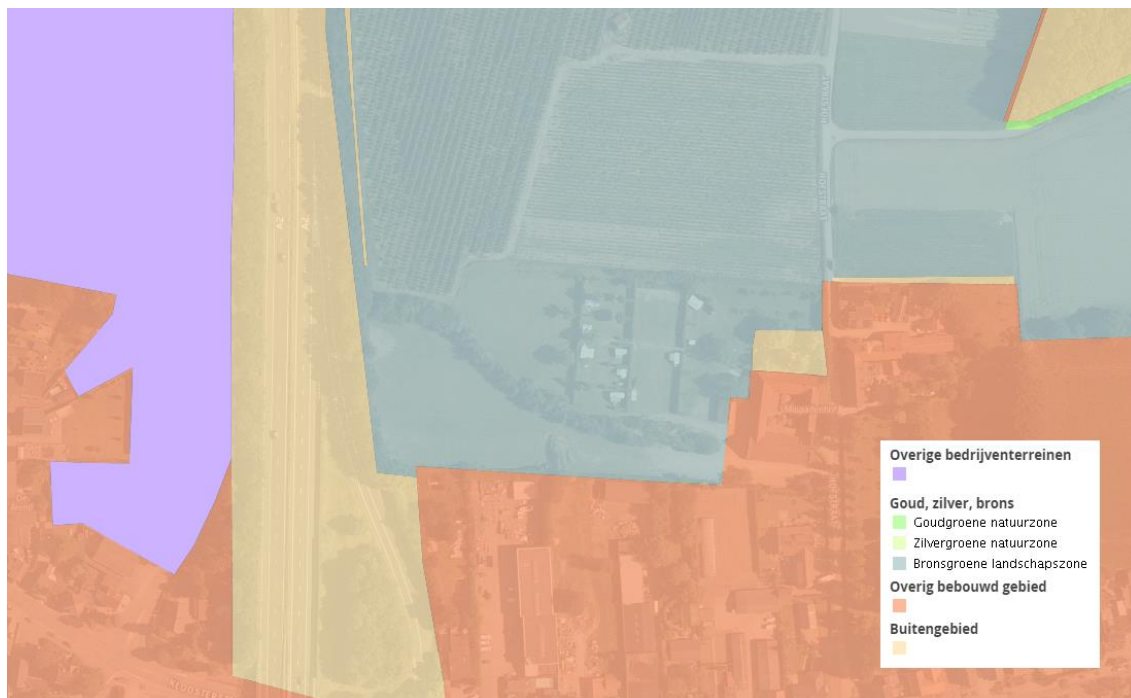 Overige bedrijventerreinen
Goud, zilver, brons
Goudgroene natuurzone
Zilvergroene natuurzone
Bronsgroene landschapszone
Overig bebouwd gebied
Buitengebied